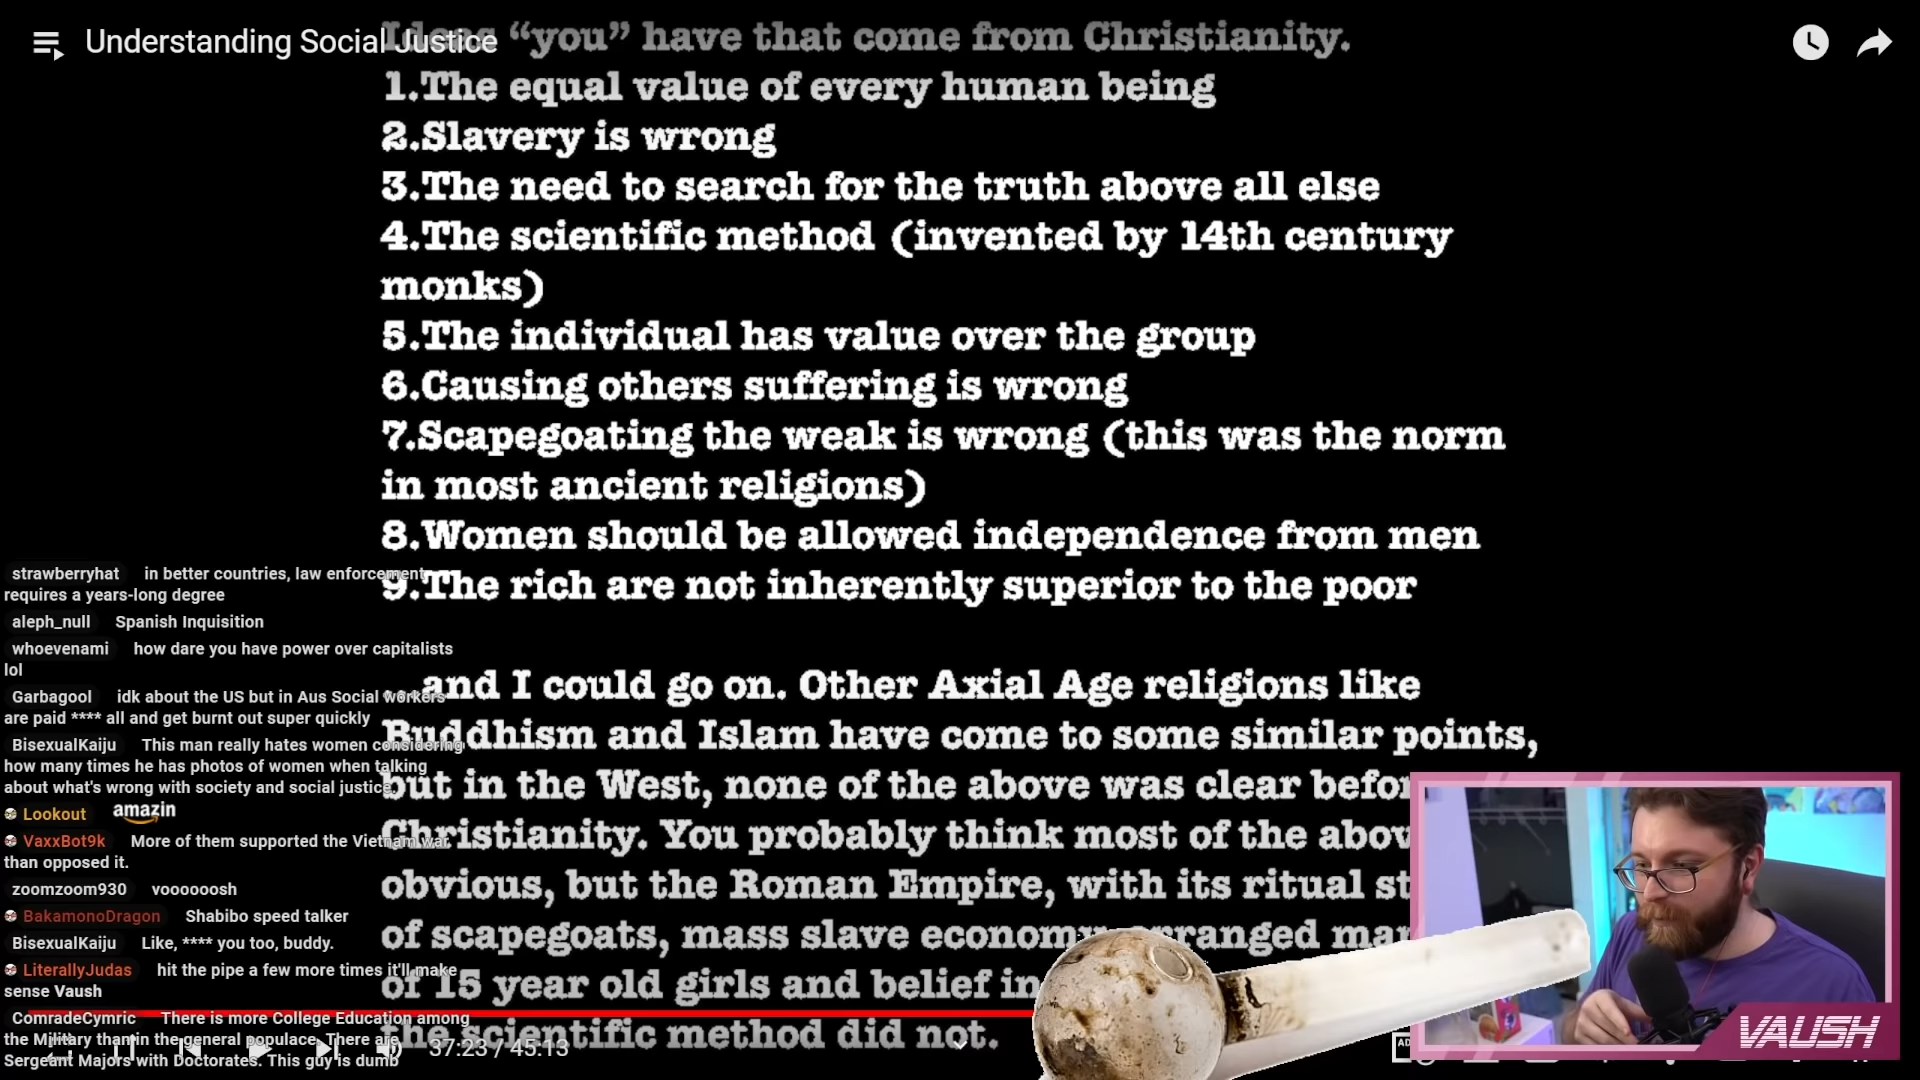 Understanding Social Justice
Ideas “you” have that come from Christianity.
1.The equal value of every human being
2.Slavery is wrong
3.The need to search for the truth above all else
4.The scientific method (invented by 14th century
monks)
5.The individual has value over the group
6.Causing others suffering is wrong
7.Scapegoating the weak is wrong (this was the norm
in most ancient religions)
8.Women should be allowed independence from men
9.The rich are not inherently superior to the poor
and I could go on. Other Axial Age religions like
Buddhism and Islam have come to some similar points,
but in the West, none of the above was clear befor
Christianity. You probably think most of the abov
obvious, but the Roman Empire, with its ritual st
of scapegoats, mass slave economy, arranged mar
of 15 year old girls and belief in
the scientific method did not.
strawberryhat in better countries, law enforcement
requires a years-long degree
aleph_null Spanish Inquisition
whoevenami how dare you have power over capitalists
lol
Garbagool idk about the US but in Aus Social workers
are paid **** all and get burnt out super quickly
BisexualKaiju This man really hates women considering
how many times he has photos of women when talking
about what's wrong with society and social justice.
Lookout amazin
VaxxBot9k More of them supported the Vietnam war
than opposed it.
zoomzoom930 voooooosh
BakamonoDragon Shabibo speed talker
BisexualKaiju Like, **** you too, buddy.
LiterallyJudas hit the pipe a few more times it'll make
sense Vaush
ComradeCymric There is more College Education among
the Military than in the general populace. There are
Sergeant Majors with Doctorates. This guy is dumb
37:23 / 45:13
VAUSH